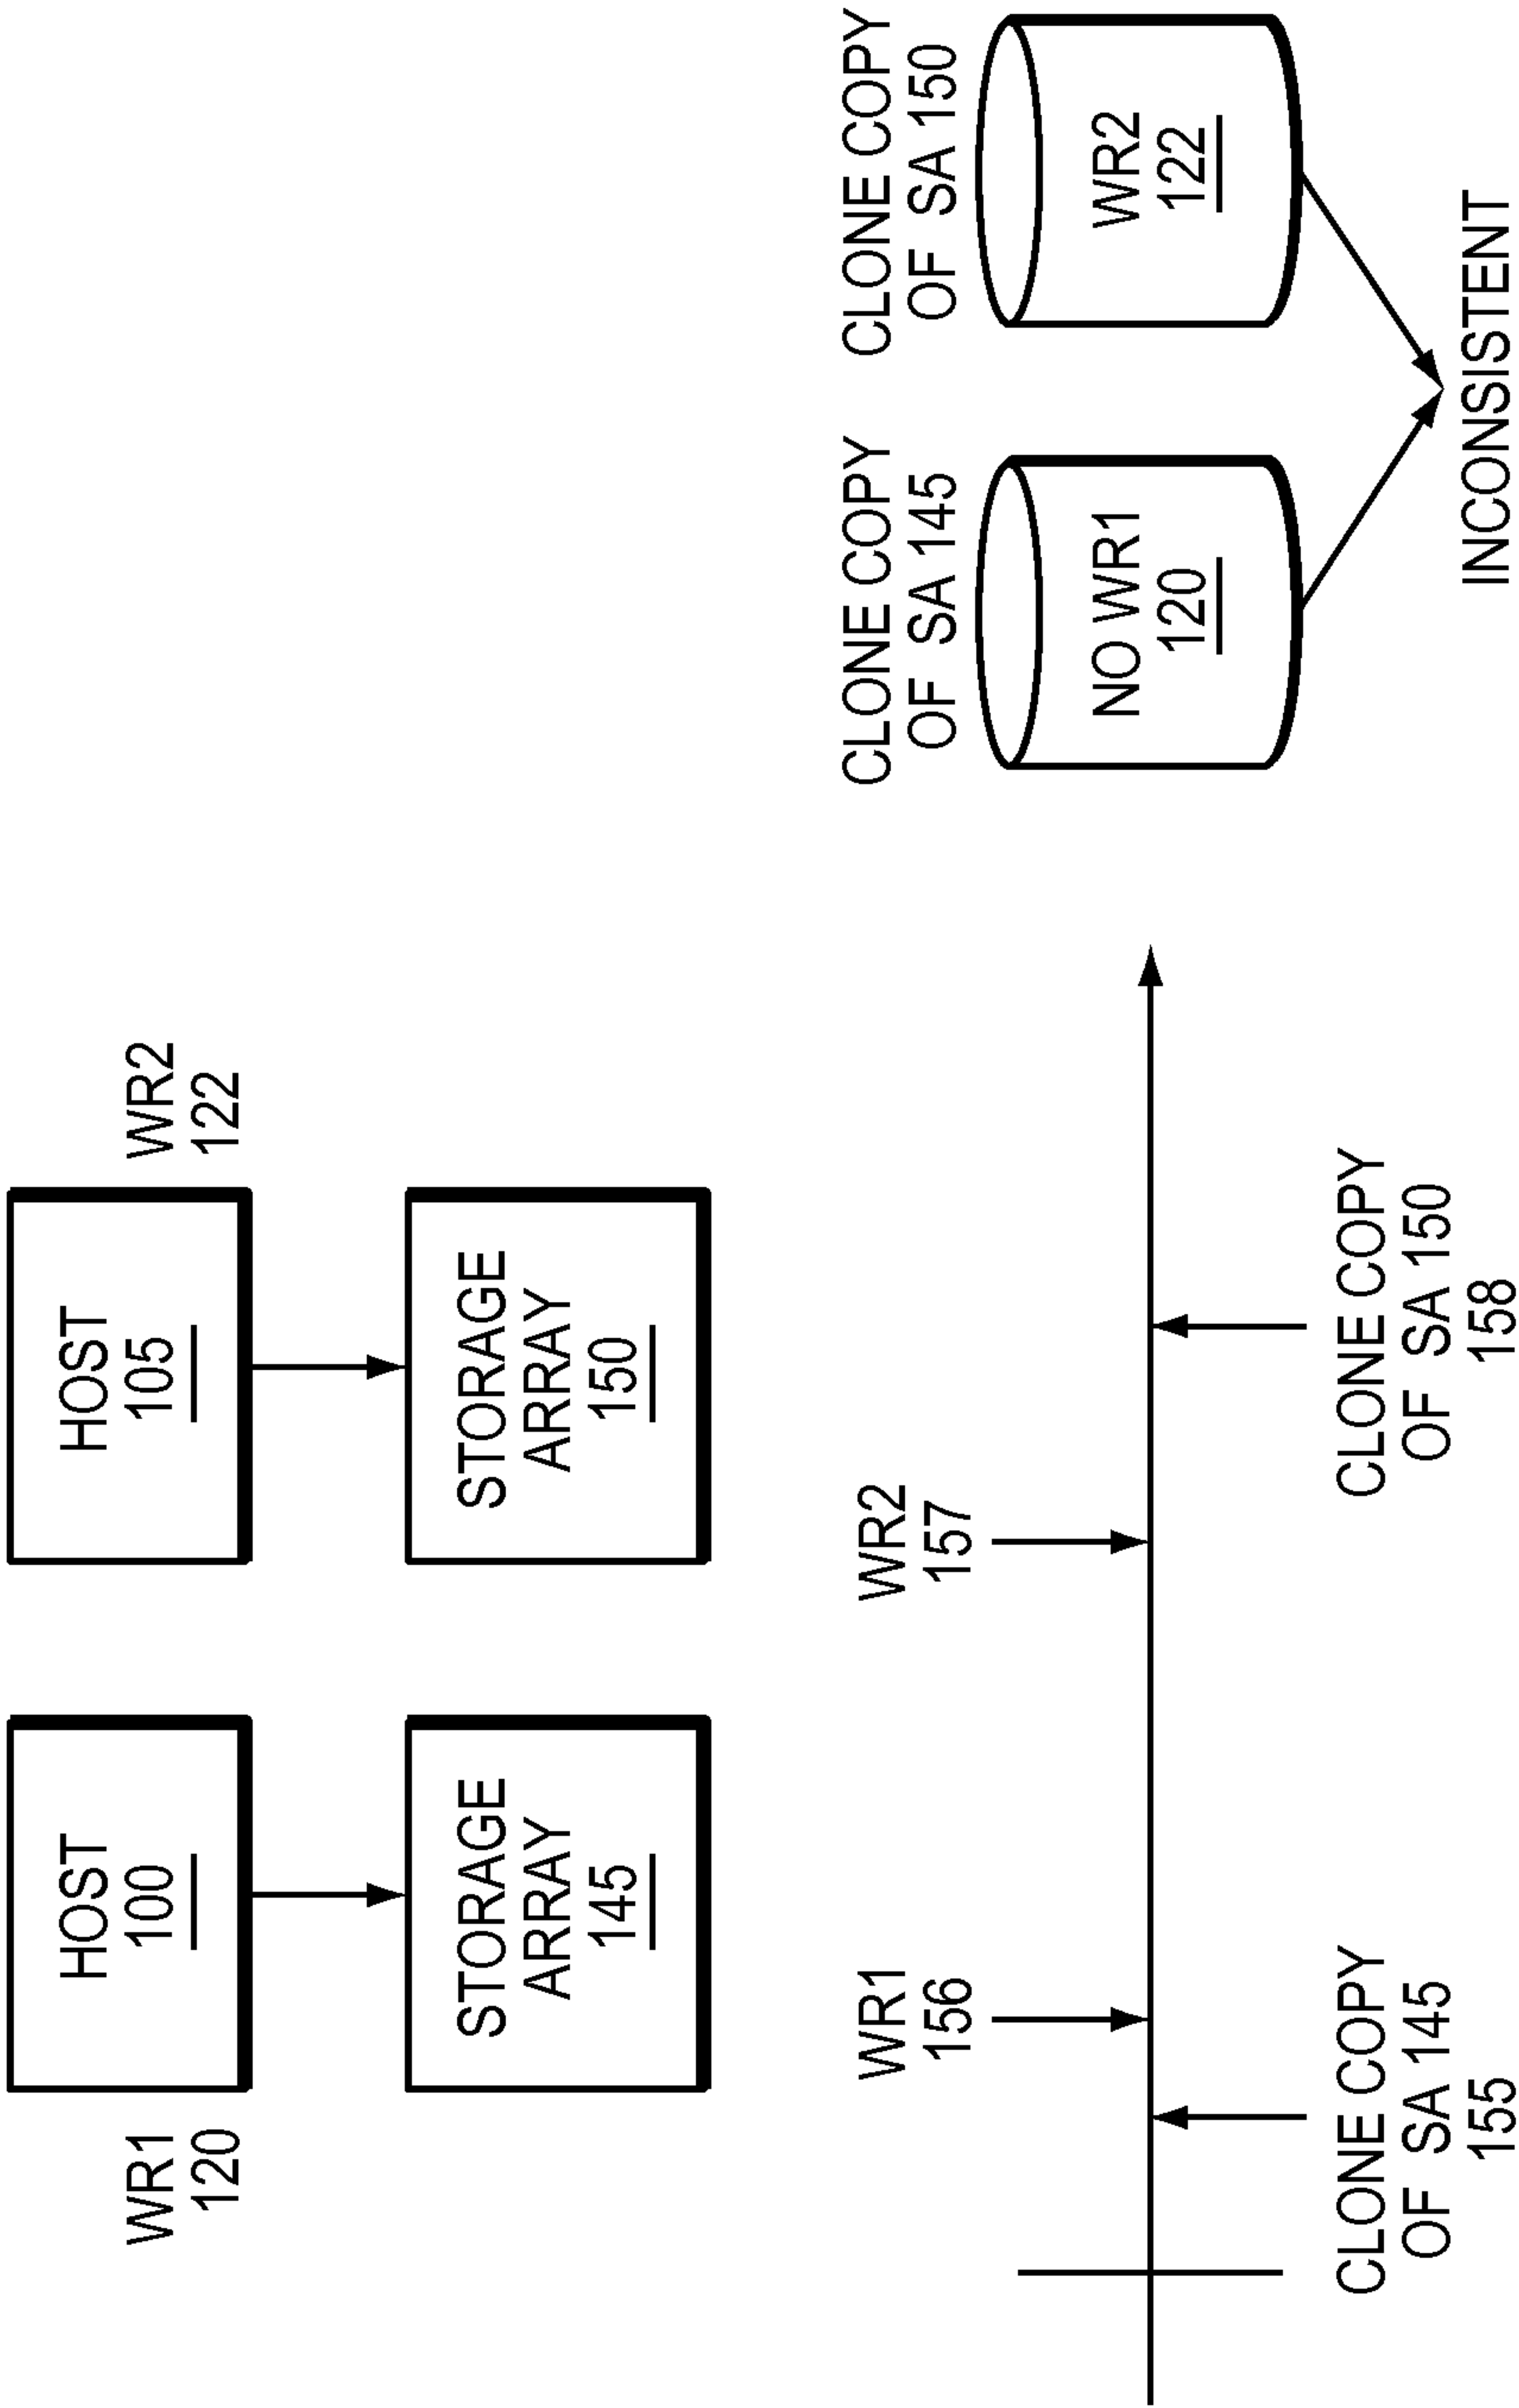 WR1
120
HOST
100
HOST
105
WR2
122
STORAGE
ARRAY
145
STORAGE
ARRAY
150
WR1
156
WR2
157
CLONE COPY
OF SA 145
155
CLONE COPY
OF SA 150
158
CLONE COPY
OF SA 145
CLONE COPY
OF SA 150
NO WR1
120
WR2
122
INCONSISTENT